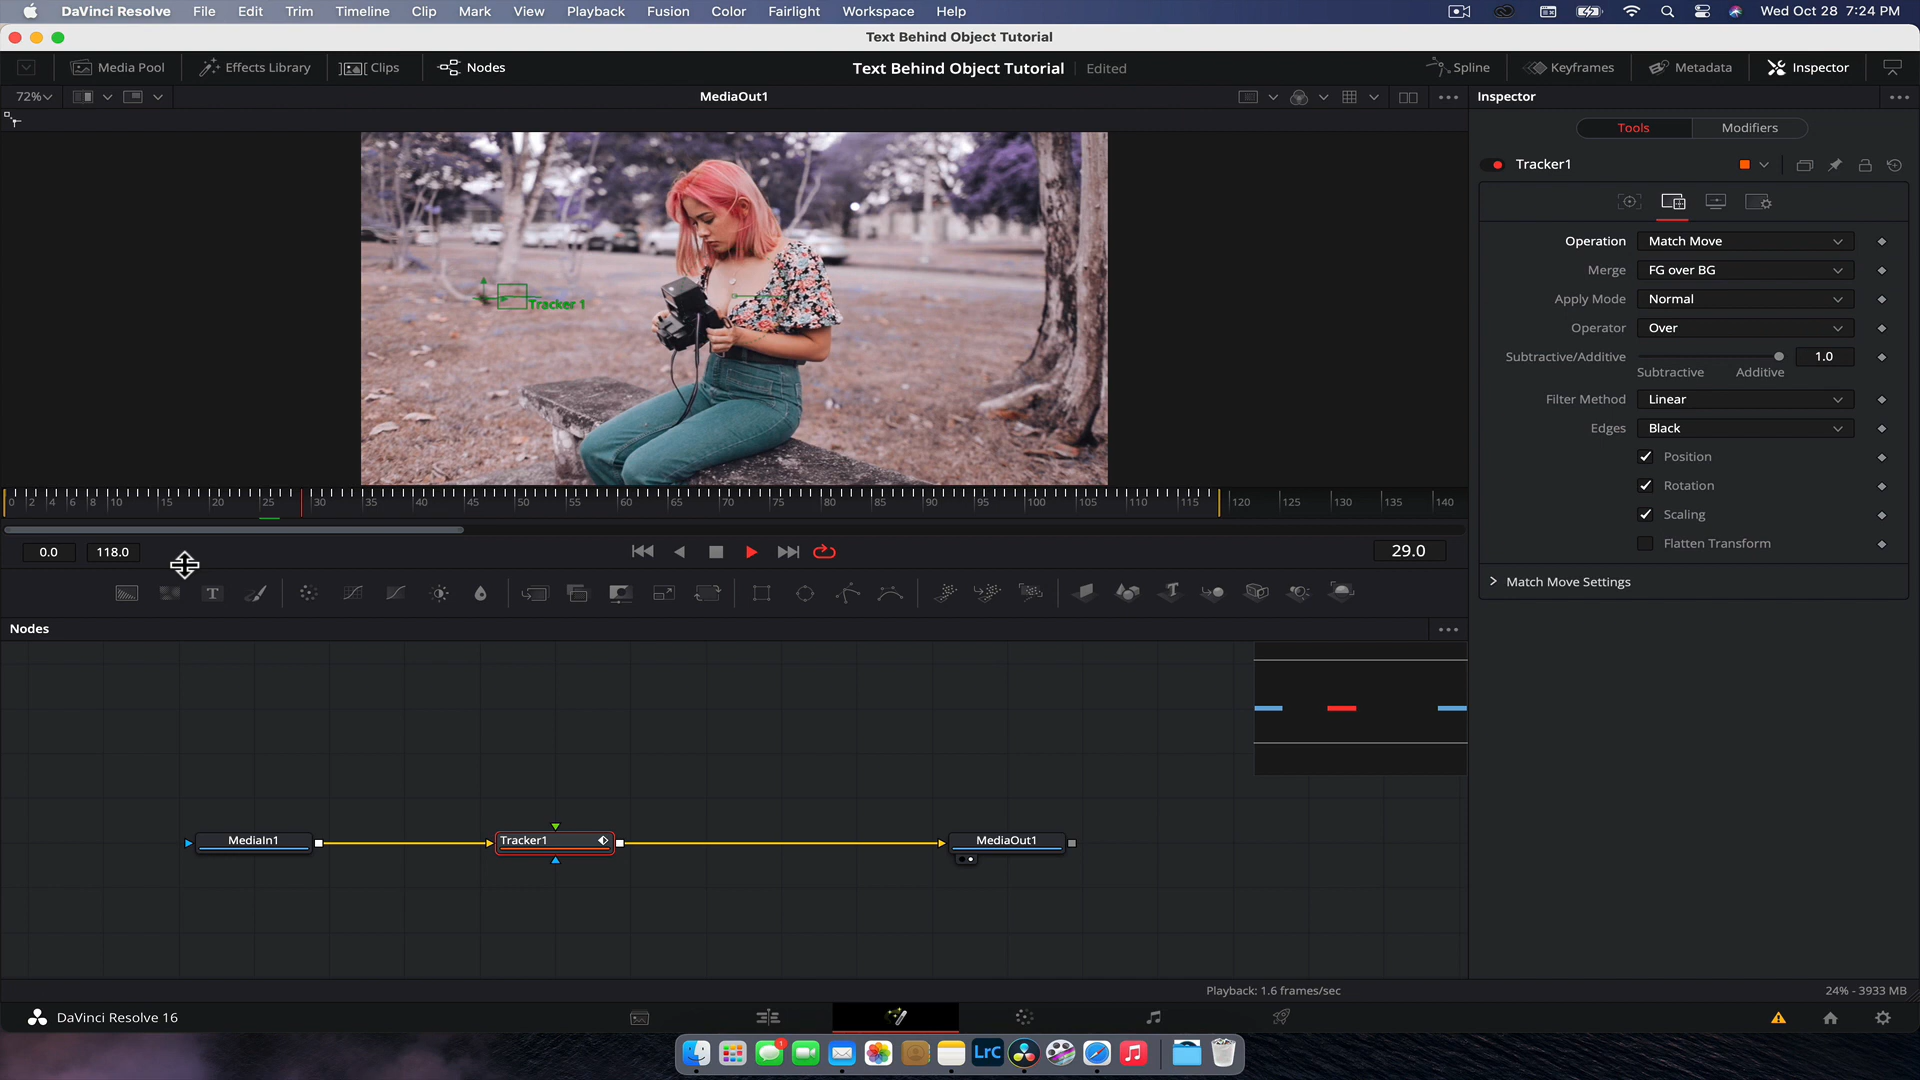 DaVinci Resolve File Edit Trim Timeline Clip Mark View Playback Fusion Color Fairlight Workspace Help Wed Oct 28 7:24 PM
Text Behind Object Tutorial
Media Pool Effects Library Clips Nodes Text Behind Object Tutorial Edited Spline Keyframes Metadata Inspector
72% MediaOut1 Inspector
Tools Modifiers
Tracker1
Operation Match Move
Merge FG over BG
Apply Mode Normal
Operator Over
Subtractive/Additive 1.0
Subtractive Additive
Filter Method Linear
Edges Black
Position
Rotation
Scaling
Flatten Transform
Match Move Settings
Tracker 1
0 2 4 6 8 10 15 20 25 30 35 40 45 50 55 60 65 70 75 80 85 90 95 100 105 110 115 120 125 130 135 140
0.0 118.0 29.0
T T
Nodes
MediaIn1 Tracker1 MediaOut1
Playback: 1.6 frames/sec 24% - 3933 MB
DaVinci Resolve 16
1 LrC